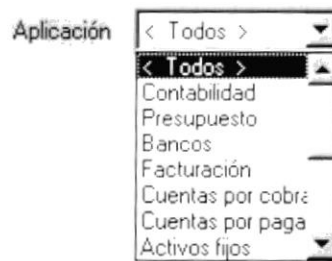 Aplicación < Todos >
< Todos >
Contabilidad
Presupuesto
Bancos
Facturación
Cuentas por cobra
Cuentas por paga
Activos fijos